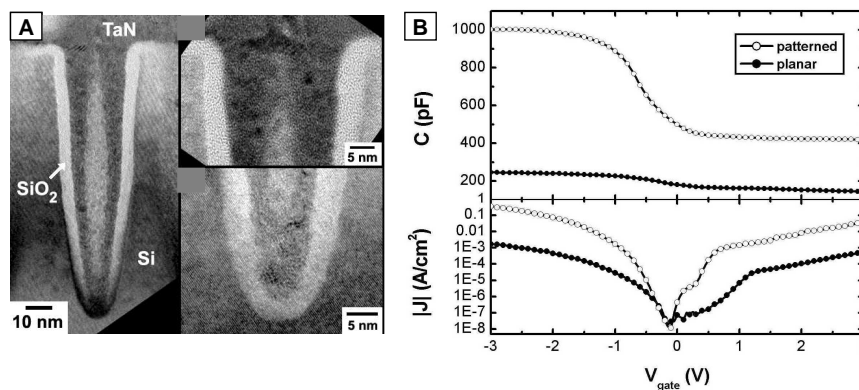 A
TaN
SiO₂
Si
10 nm
5 nm
5 nm
B
1000
800
600
400
200
1
C (pF)
patterned
planar
0.1
0.01
1E-3
1E-4
1E-5
1E-6
1E-7
1E-8
|J| (A/cm²)
-3 -2 -1 0 1 2
V_gate (V)